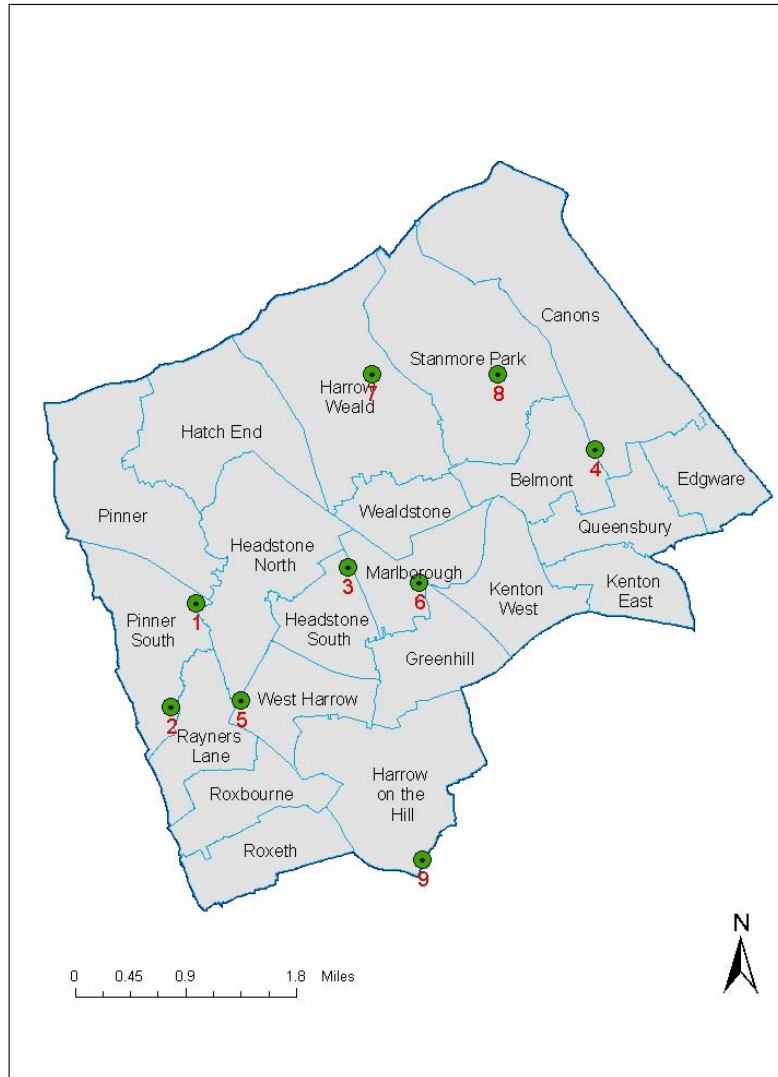 Canons
Stanmore Park
8
Harrow
Weald
7
Hatch End
4
Belmont
Edgware
Wealdstone
Pinner
Queensbury
Headstone
North
3
Marlborough
6
Kenton
West
Kenton
East
1
Pinner
South
Headstone
South
Greenhill
West Harrow
5
2
Rayners
Lane
Harrow
on the
Hill
Roxbourne
Roxeth
9
N
0 0.45 0.9 1.8 Miles